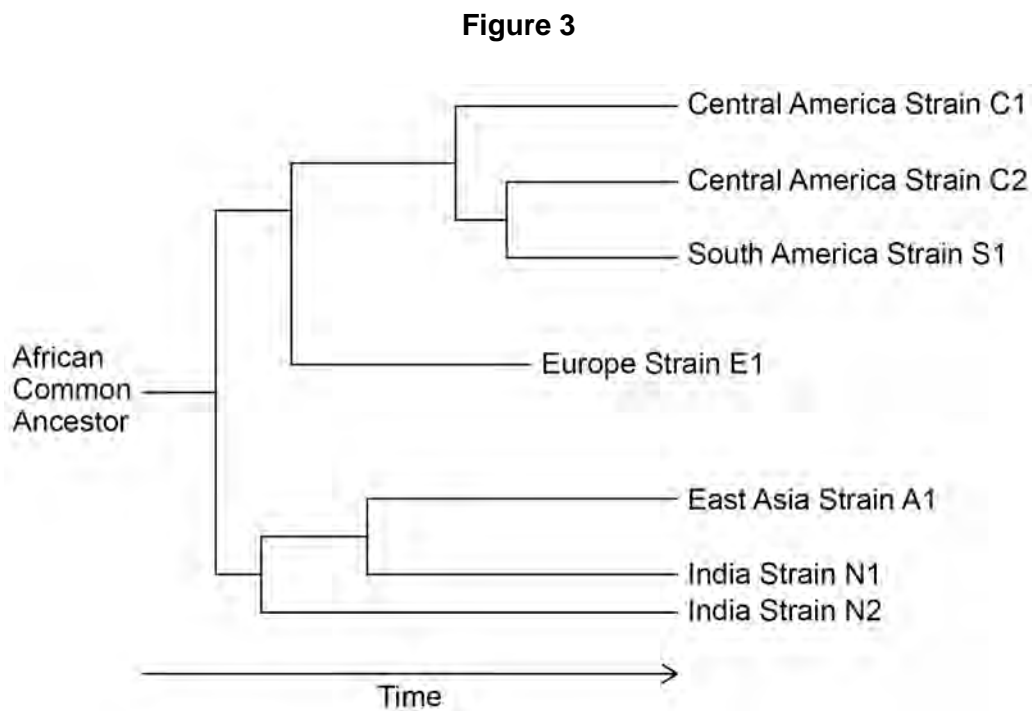 Figure 3
Central America Strain C1
Central America Strain C2
South America Strain S1
Europe Strain E1
African
Common
Ancestor
East Asia Strain A1
India Strain N1
India Strain N2
Time